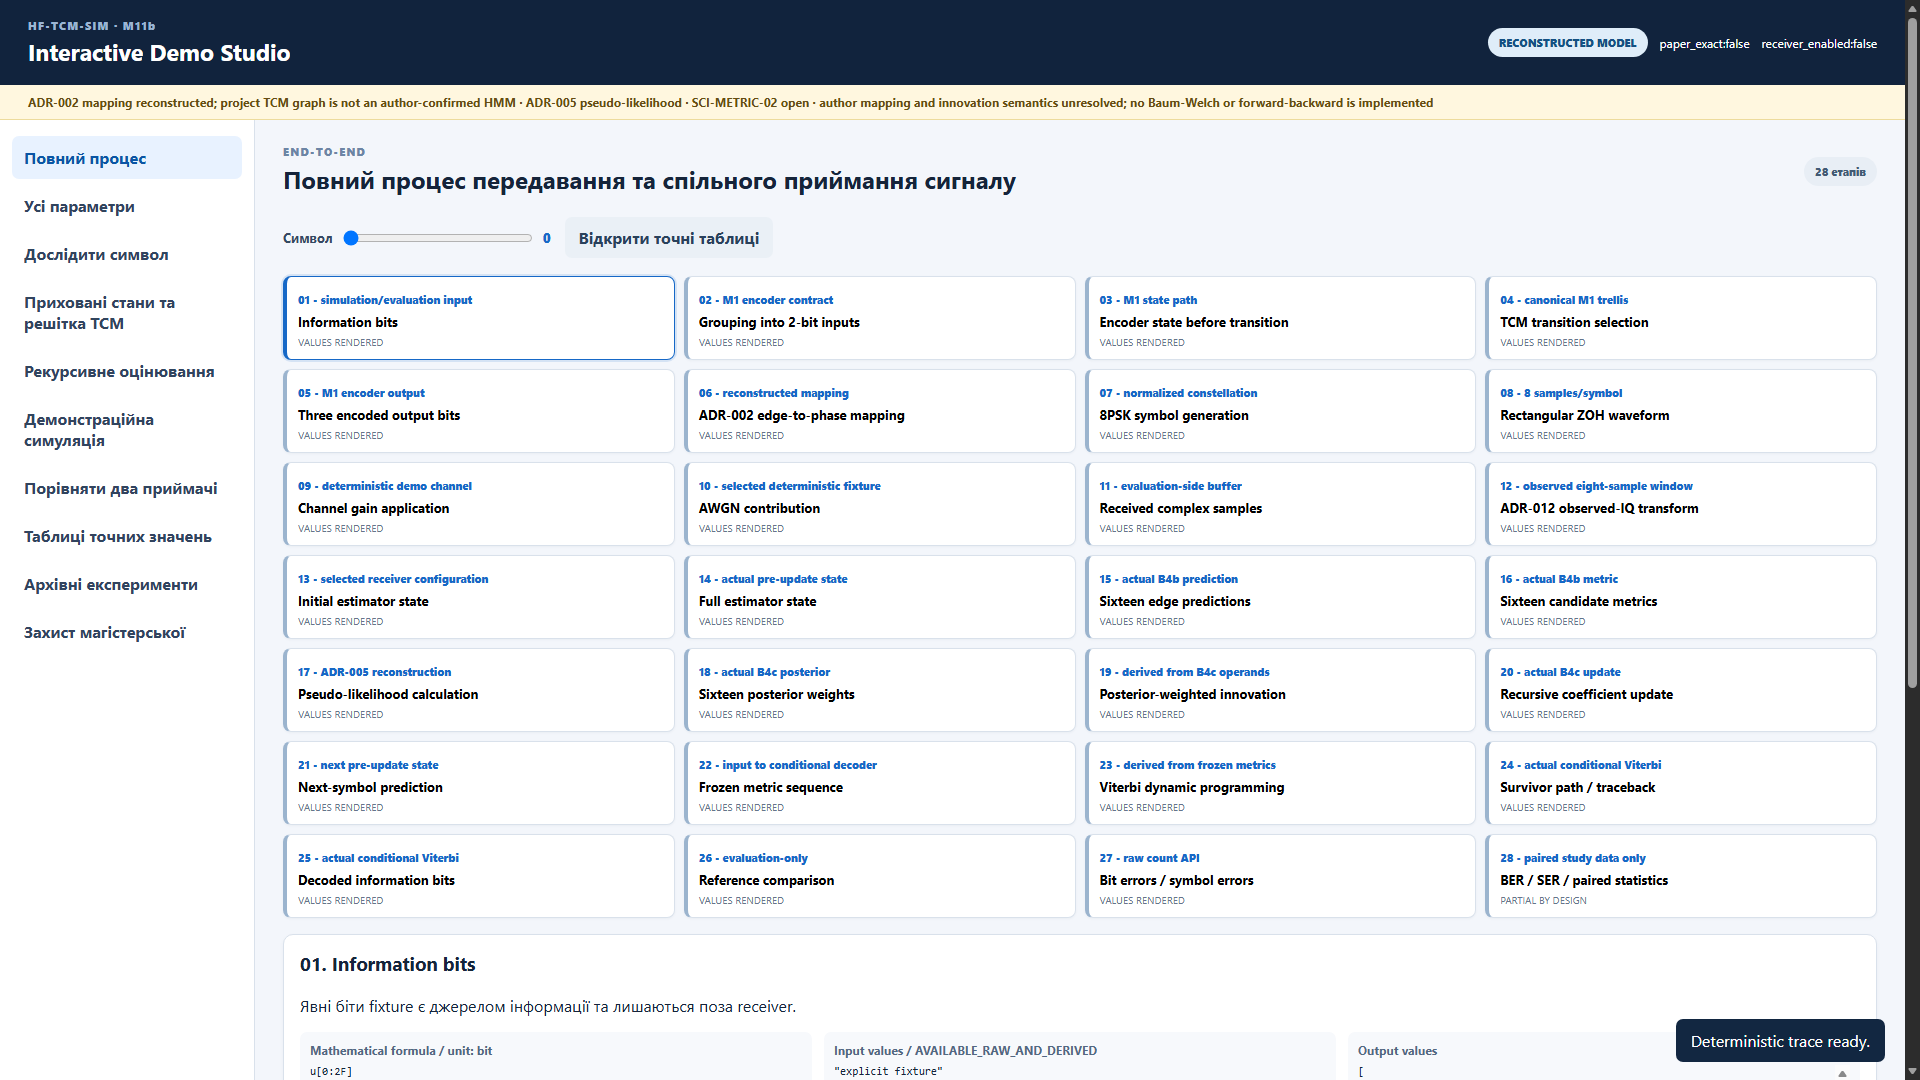 HF-TCM-SIM · M11b
Interactive Demo Studio
RECONSTRUCTED MODEL
paper_exact:false
receiver_enabled:false
ADR-002 mapping reconstructed; project TCM graph is not an author-confirmed HMM · ADR-005 pseudo-likelihood · SCI-METRIC-02 open · author mapping and innovation semantics unresolved; no Baum-Welch or forward-backward is implemented
Повний процес
Усі параметри
Дослідити символ
Приховані стани та
решітка TCM
Рекурсивне оцінювання
Демонстраційна
симуляція
Порівняти два приймачі
Таблиці точних значень
Архівні експерименти
Захист магістерської
END-TO-END
Повний процес передавання та спільного приймання сигналу
28 етапів
Символ
0
Відкрити точні таблиці
01 - simulation/evaluation input
Information bits
VALUES RENDERED
02 - M1 encoder contract
Grouping into 2-bit inputs
VALUES RENDERED
03 - M1 state path
Encoder state before transition
VALUES RENDERED
04 - canonical M1 trellis
TCM transition selection
VALUES RENDERED
05 - M1 encoder output
Three encoded output bits
VALUES RENDERED
06 - reconstructed mapping
ADR-002 edge-to-phase mapping
VALUES RENDERED
07 - normalized constellation
8PSK symbol generation
VALUES RENDERED
08 - 8 samples/symbol
Rectangular ZOH waveform
VALUES RENDERED
09 - deterministic demo channel
Channel gain application
VALUES RENDERED
10 - selected deterministic fixture
AWGN contribution
VALUES RENDERED
11 - evaluation-side buffer
Received complex samples
VALUES RENDERED
12 - observed eight-sample window
ADR-012 observed-IQ transform
VALUES RENDERED
13 - selected receiver configuration
Initial estimator state
VALUES RENDERED
14 - actual pre-update state
Full estimator state
VALUES RENDERED
15 - actual B4b prediction
Sixteen edge predictions
VALUES RENDERED
16 - actual B4b metric
Sixteen candidate metrics
VALUES RENDERED
17 - ADR-005 reconstruction
Pseudo-likelihood calculation
VALUES RENDERED
18 - actual B4c posterior
Sixteen posterior weights
VALUES RENDERED
19 - derived from B4c operands
Posterior-weighted innovation
VALUES RENDERED
20 - actual B4c update
Recursive coefficient update
VALUES RENDERED
21 - next pre-update state
Next-symbol prediction
VALUES RENDERED
22 - input to conditional decoder
Frozen metric sequence
VALUES RENDERED
23 - derived from frozen metrics
Viterbi dynamic programming
VALUES RENDERED
24 - actual conditional Viterbi
Survivor path / traceback
VALUES RENDERED
25 - actual conditional Viterbi
Decoded information bits
VALUES RENDERED
26 - evaluation-only
Reference comparison
VALUES RENDERED
27 - raw count API
Bit errors / symbol errors
VALUES RENDERED
28 - paired study data only
BER / SER / paired statistics
PARTIAL BY DESIGN
01. Information bits
Явні біти fixture є джерелом інформації та лишаються поза receiver.
Mathematical formula / unit: bit
u[0:2F]
Input values / AVAILABLE_RAW_AND_DERIVED
"explicit fixture"
Output values
[
Deterministic trace ready.